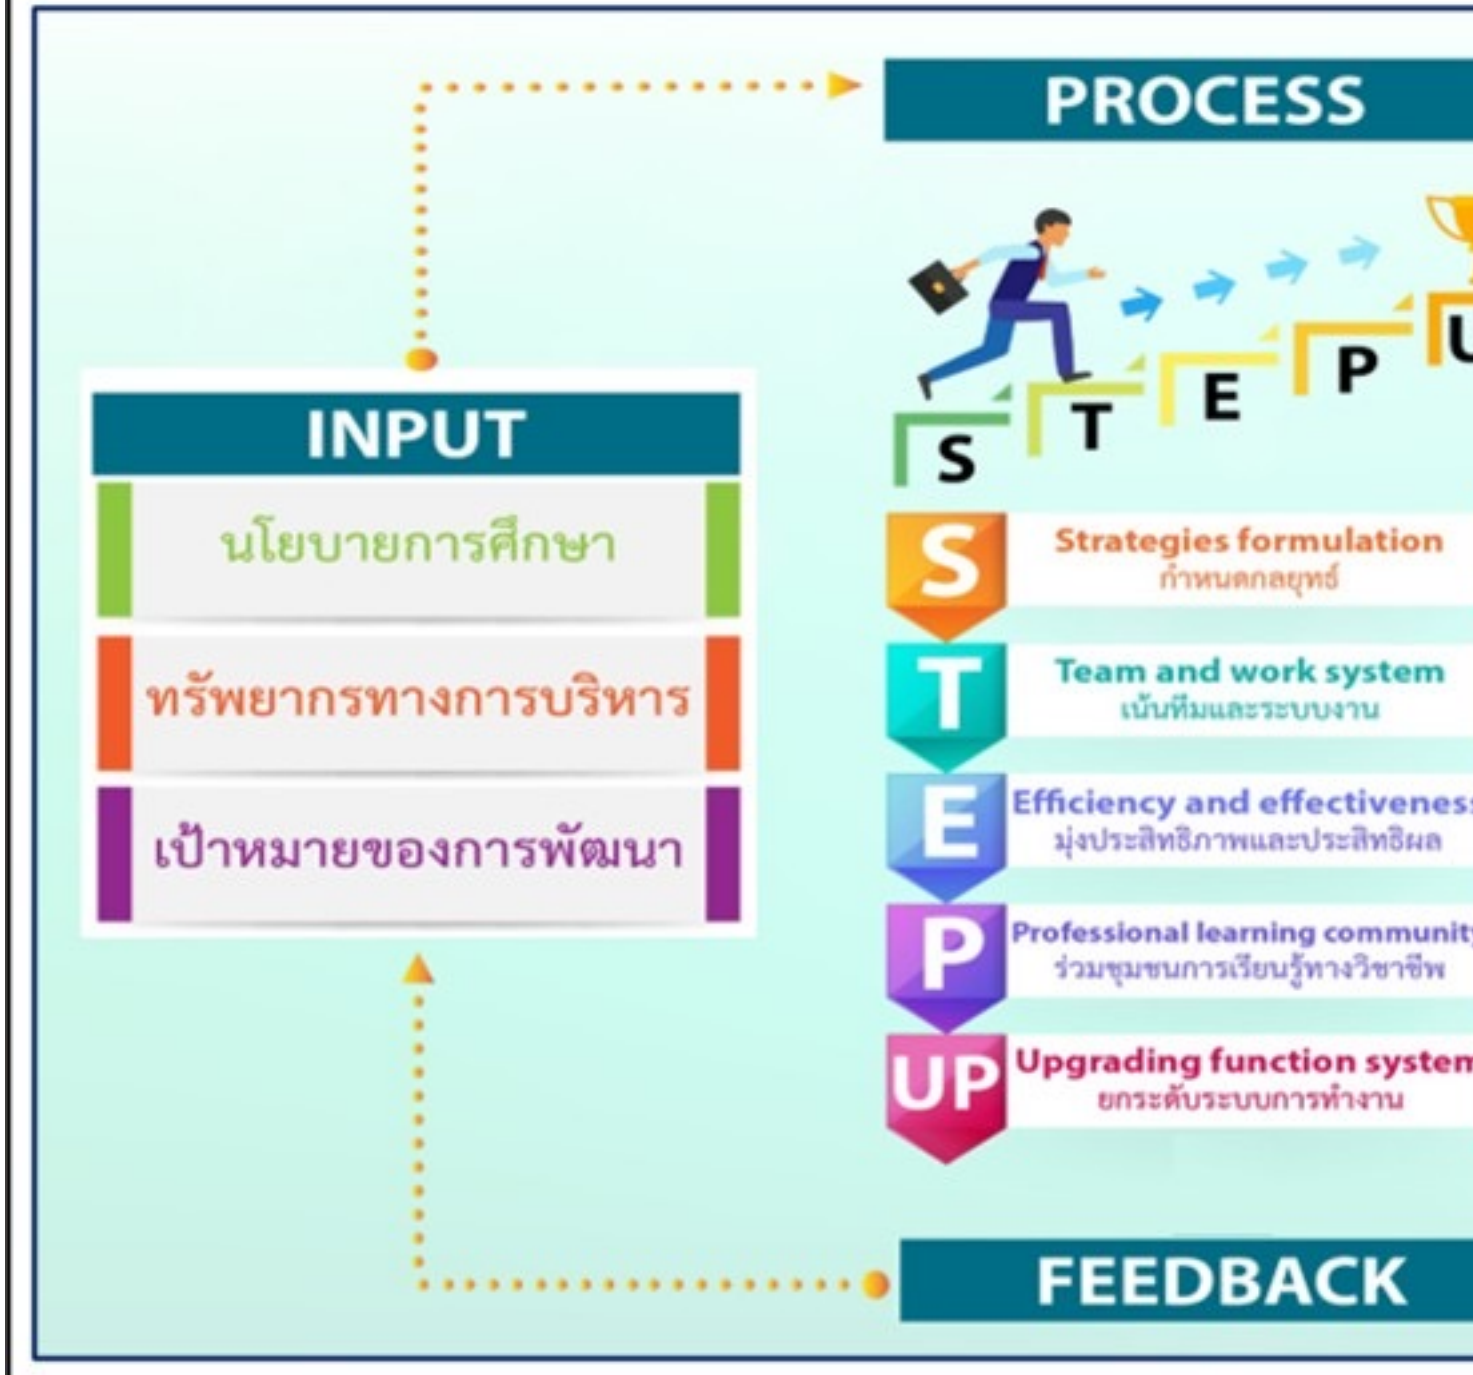 PROCESS
S T E P U
INPUT
นโยบายการศึกษา
ทรัพยากรทางการบริหาร
เป้าหมายของการพัฒนา
S
Strategies formulation
กำหนดกลยุทธ์
T
Team and work system
เน้นทีมและระบบงาน
E
Efficiency and effectiveness
มุ่งประสิทธิภาพและประสิทธิผล
P
Professional learning community
ร่วมชุมชนการเรียนรู้ทางวิชาชีพ
UP
Upgrading function system
ยกระดับระบบการทำงาน
FEEDBACK